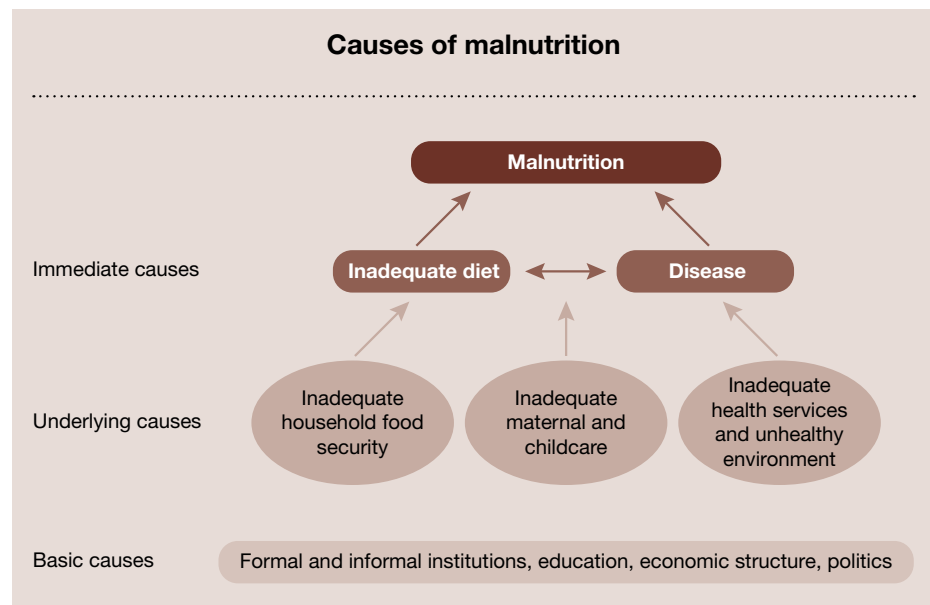 Causes of malnutrition
Malnutrition
Immediate causes
Inadequate diet
Disease
Underlying causes
Inadequate
household food
security
Inadequate
maternal and
childcare
Inadequate
health services
and unhealthy
environment
Basic causes
Formal and informal institutions, education, economic structure, politics